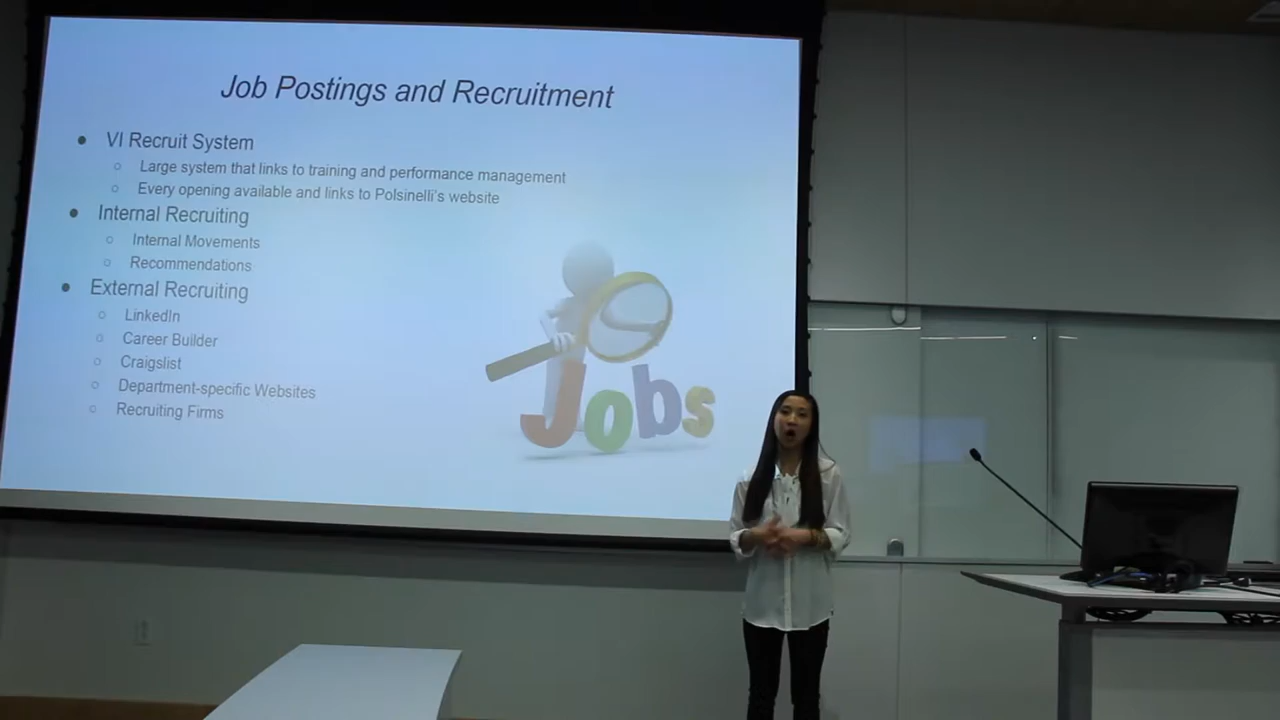 Job Postings and Recruitment
● VI Recruit System
○ Large system that links to training and performance management
○ Every opening available and links to Polsinelli's website
● Internal Recruiting
○ Internal Movements
○ Recommendations
● External Recruiting
○ LinkedIn
○ Career Builder
○ Craigslist
○ Department-specific Websites
○ Recruiting Firms
Jobs